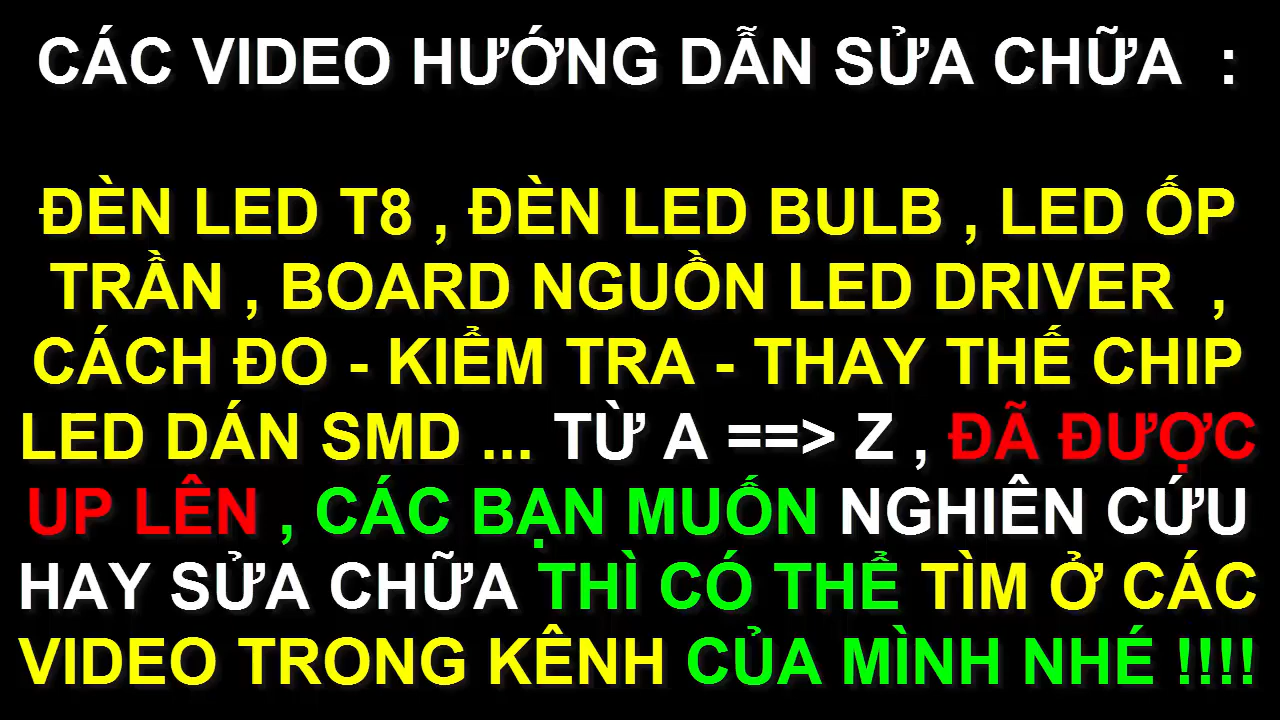 CÁC VIDEO HƯỚNG DẪN SỬA CHỮA :
ĐÈN LED T8 , ĐÈN LED BULB , LED ỐP
TRẦN , BOARD NGUỒN LED DRIVER ,
CÁCH ĐO - KIỂM TRA - THAY THẾ CHIP
LED DÁN SMD ... TỪ A ==> Z , ĐÃ ĐƯỢC
UP LÊN , CÁC BẠN MUỐN NGHIÊN CỨU
HAY SỬA CHỮA THÌ CÓ THỂ TÌM Ở CÁC
VIDEO TRONG KÊNH CỦA MÌNH NHÉ !!!!